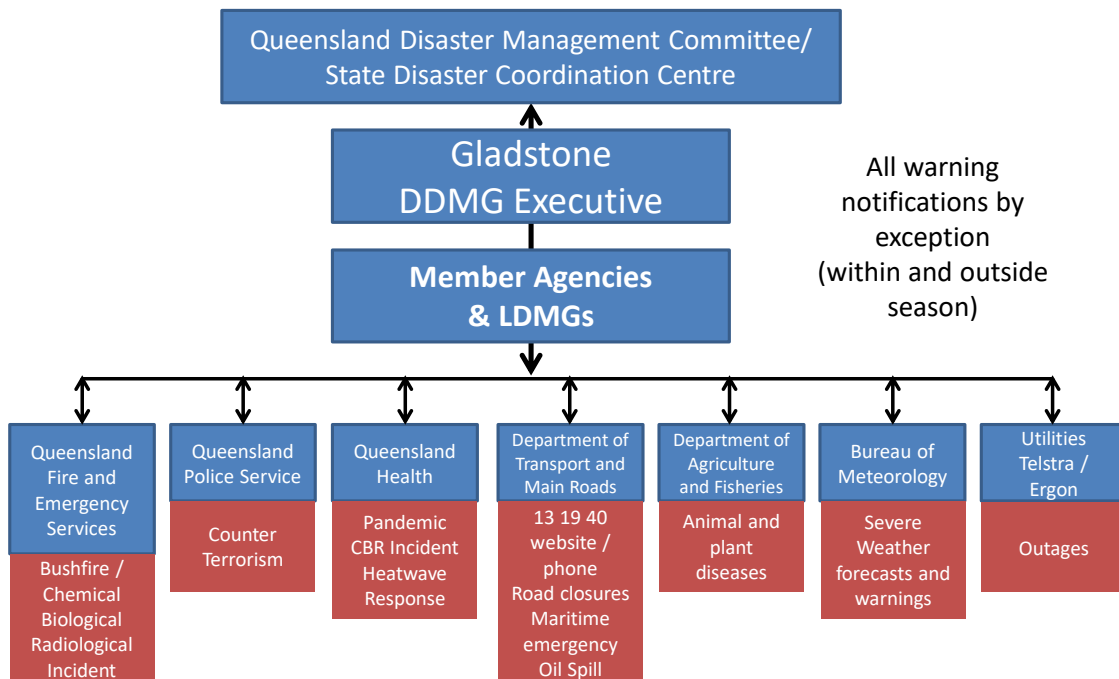 Queensland Disaster Management Committee/
State Disaster Coordination Centre
Gladstone
DDMG Executive
All warning
notifications by
exception
(within and outside
season)
Member Agencies
& LDMGs
Queensland
Fire and
Emergency
Services
Bushfire /
Chemical
Biological
Radiological
Incident
Queensland
Police Service
Counter
Terrorism
Queensland
Health
Pandemic
CBR Incident
Heatwave
Response
Department of
Transport and
Main Roads
13 19 40
website /
phone
Road closures
Maritime
emergency
Oil Spill
Department of
Agriculture
and Fisheries
Animal and
plant
diseases
Bureau of
Meteorology
Severe
Weather
forecasts and
warnings
Utilities
Telstra /
Ergon
Outages